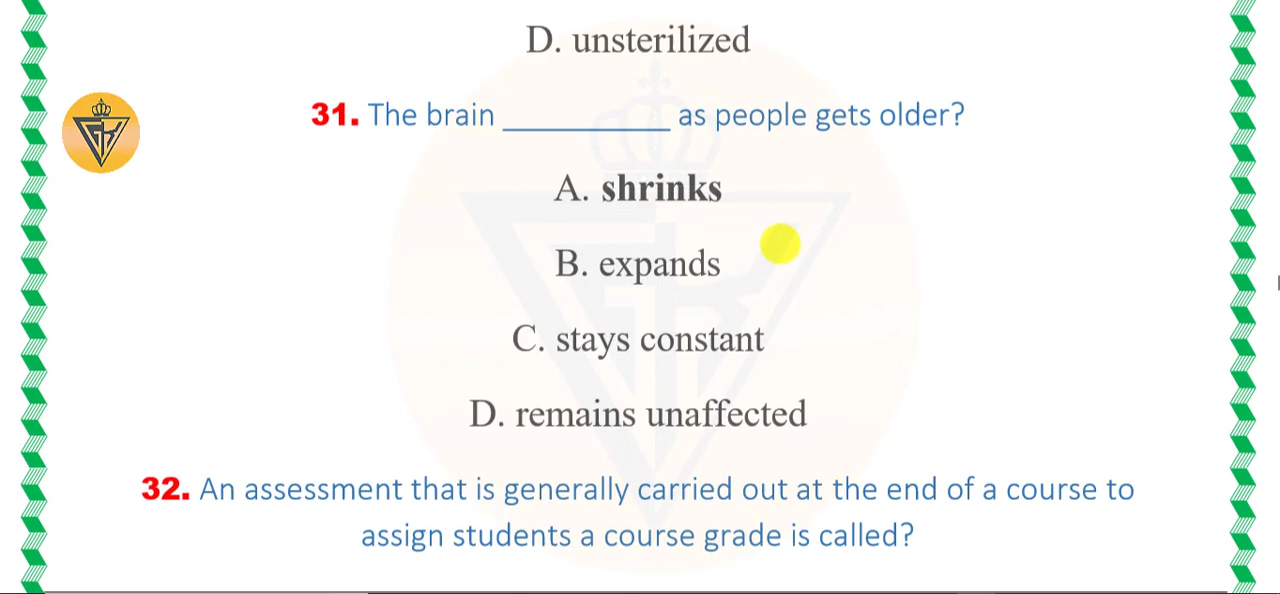 D. unsterilized
31. The brain __________ as people gets older?
A. shrinks
B. expands
C. stays constant
D. remains unaffected
32. An assessment that is generally carried out at the end of a course to
assign students a course grade is called?